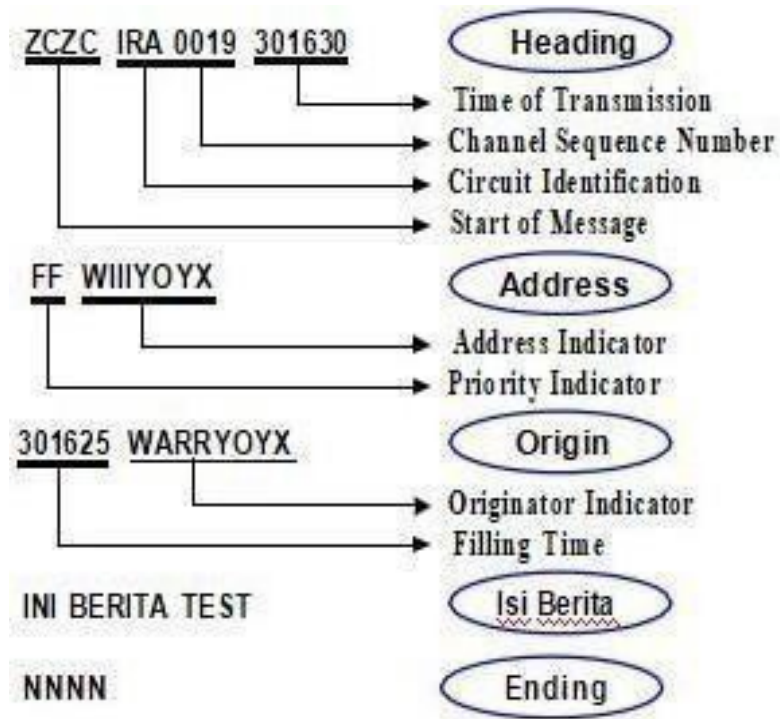 ZCZC IRA 0019 301630 Heading
Time of Transmission
Channel Sequence Number
Circuit Identification
Start of Message
FF WIIIYOYX Address
Address Indicator
Priority Indicator
301625 WARRYOYX Origin
Originator Indicator
Filling Time
INI BERITA TEST Isi Berita
NNNN Ending